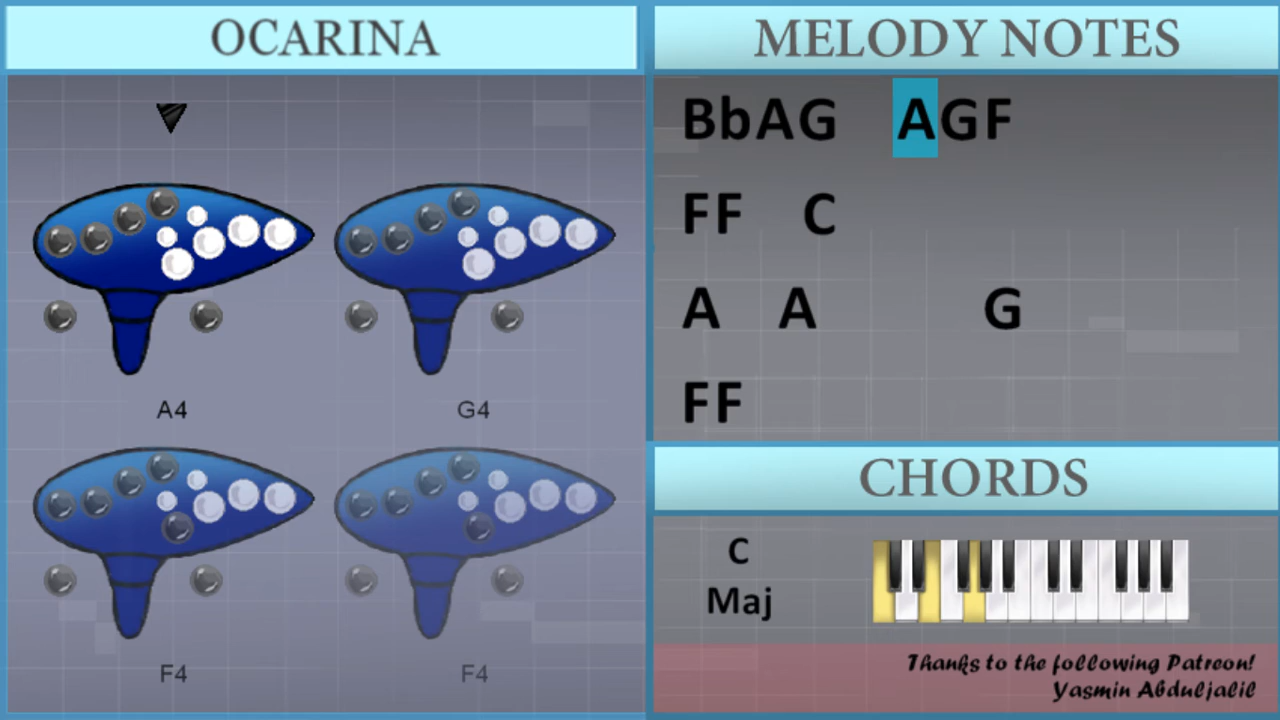 OCARINA
A4
G4
F4
F4
MELODY NOTES
BbAG AGF
FF C
A A G
FF
CHORDS
C
Maj
Thanks to the following Patreon!
Yasmin Abduljalil